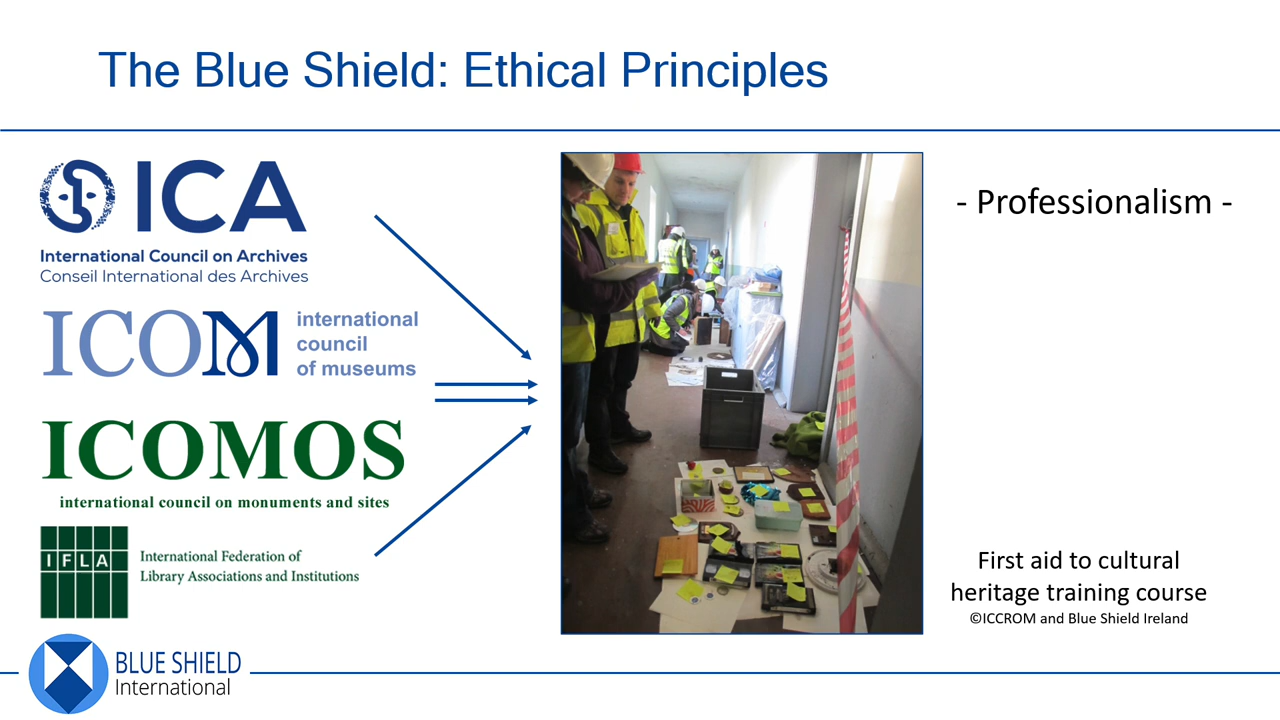 The Blue Shield: Ethical Principles
ICA
International Council on Archives
Conseil International des Archives
ICOM
international
council
of museums
ICOMOS
international council on monuments and sites
IFLA
International Federation of
Library Associations and Institutions
- Professionalism -
First aid to cultural
heritage training course
©ICCROM and Blue Shield Ireland
BLUE SHIELD
International